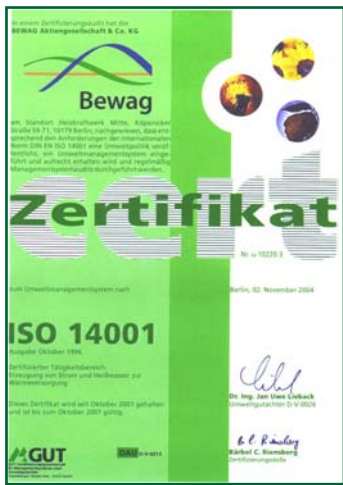 In einem Zertifizierungsaudit hat die
BEWAG Aktiengesellschaft & Co. KG
Bewag
am Standort Heizkraftwerk Mitte, Köpenicker
Straße 59-73, 10179 Berlin, nachgewiesen, dass ent-
sprechend den Anforderungen der internationalen
Norm DIN EN ISO 14001 eine Umweltpolitik veröf-
fentlicht, ein Umweltmanagementsystem einge-
führt und aufrecht erhalten wird und regelmäßig
Managementsystemaudits durchgeführt werden.
cert
Zertifikat
Nr. u-10220 3
zum Umweltmanagementsystem nach
Berlin, 02. November 2004
ISO 14001
Ausgabe Oktober 1996
Zertifizierter Tätigkeitsbereich:
Erzeugung von Strom und Heißwasser zur
Wärmeversorgung
Dr. Ing. Jan Uwe Lieback
Umweltgutachter D-V-0026
Dieses Zertifikat wird seit Oktober 2001 gehalten
und ist bis zum Oktober 2007 gültig.
Bärbel C. Riensberg
Zertifizierungsstelle
GUT
DAU